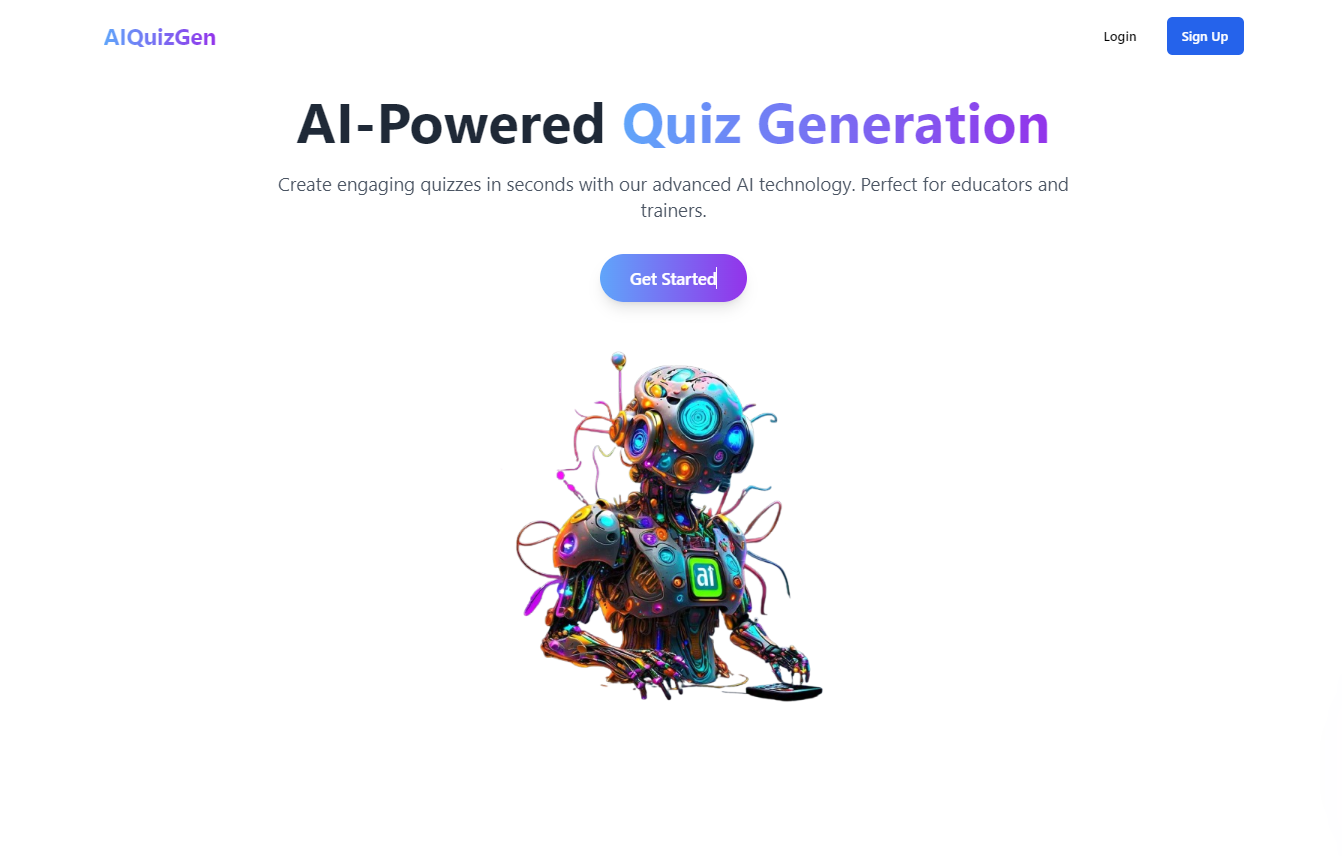 AIQuizGen
Login
Sign Up
AI-Powered Quiz Generation
Create engaging quizzes in seconds with our advanced AI technology. Perfect for educators and
trainers.
Get Started
ai